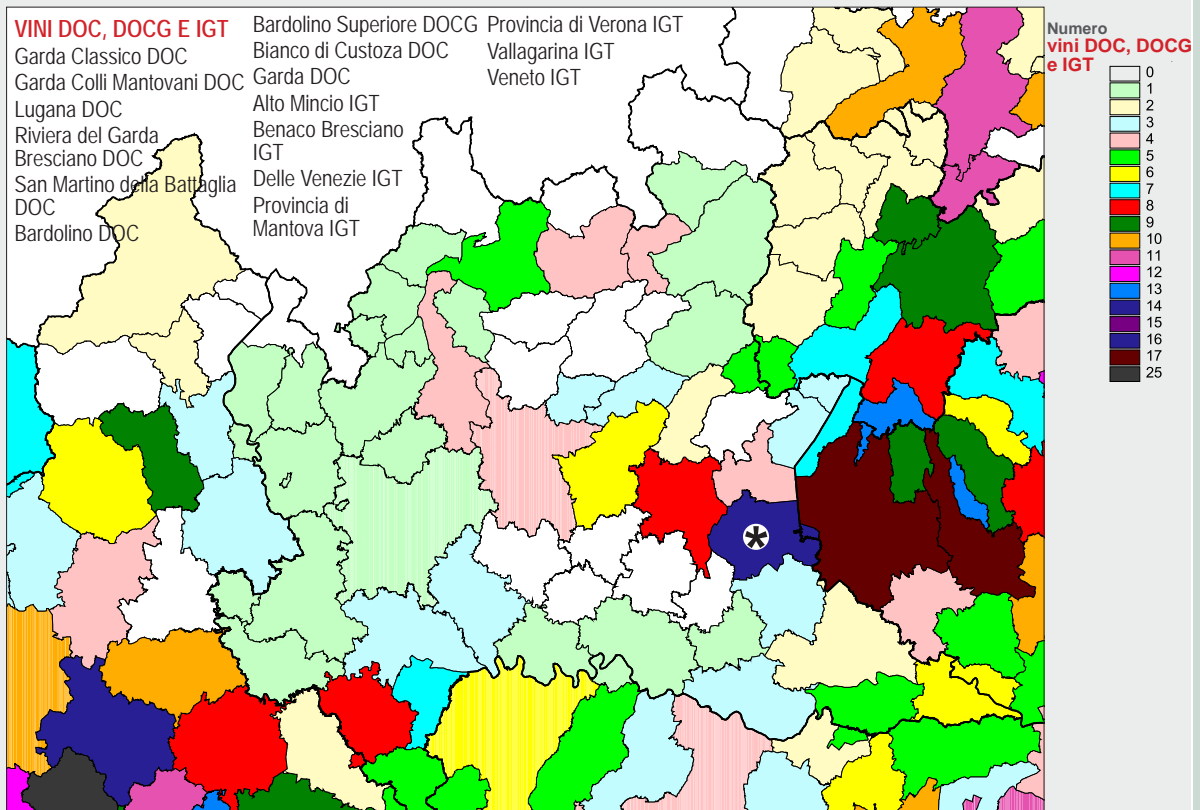 VINI DOC, DOCG E IGT
Garda Classico DOC
Garda Colli Mantovani DOC
Lugana DOC
Riviera del Garda
Bresciano DOC
San Martino della Battaglia
DOC
Bardolino DOC
Bardolino Superiore DOCG
Bianco di Custoza DOC
Garda DOC
Alto Mincio IGT
Benaco Bresciano
IGT
Delle Venezie IGT
Provincia di
Mantova IGT
Provincia di Verona IGT
Vallagarina IGT
Veneto IGT
Numero
vini DOC, DOCG
e IGT
0
1
2
3
4
5
6
7
8
9
10
11
12
13
14
15
16
17
25
*